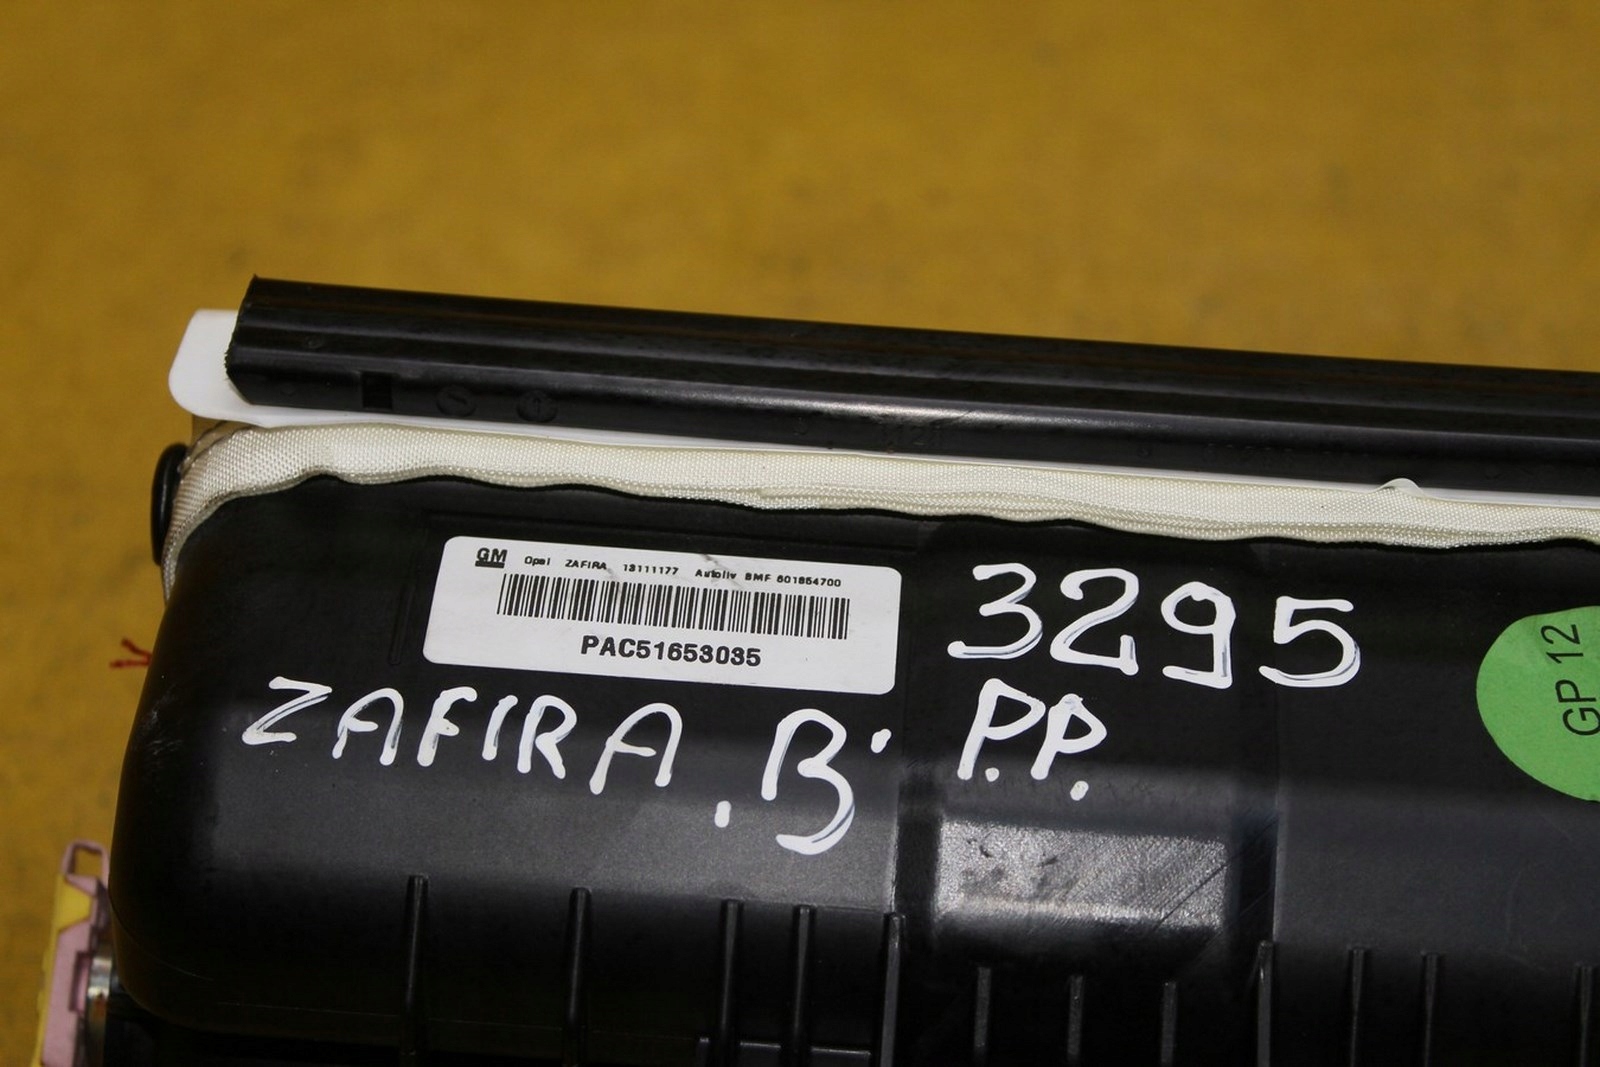 GM Opel ZAFIRA 13111177 Autoliv BMF 601654700
PAC51653035
3295
ZAFIRA.B' P.P.
GP 12